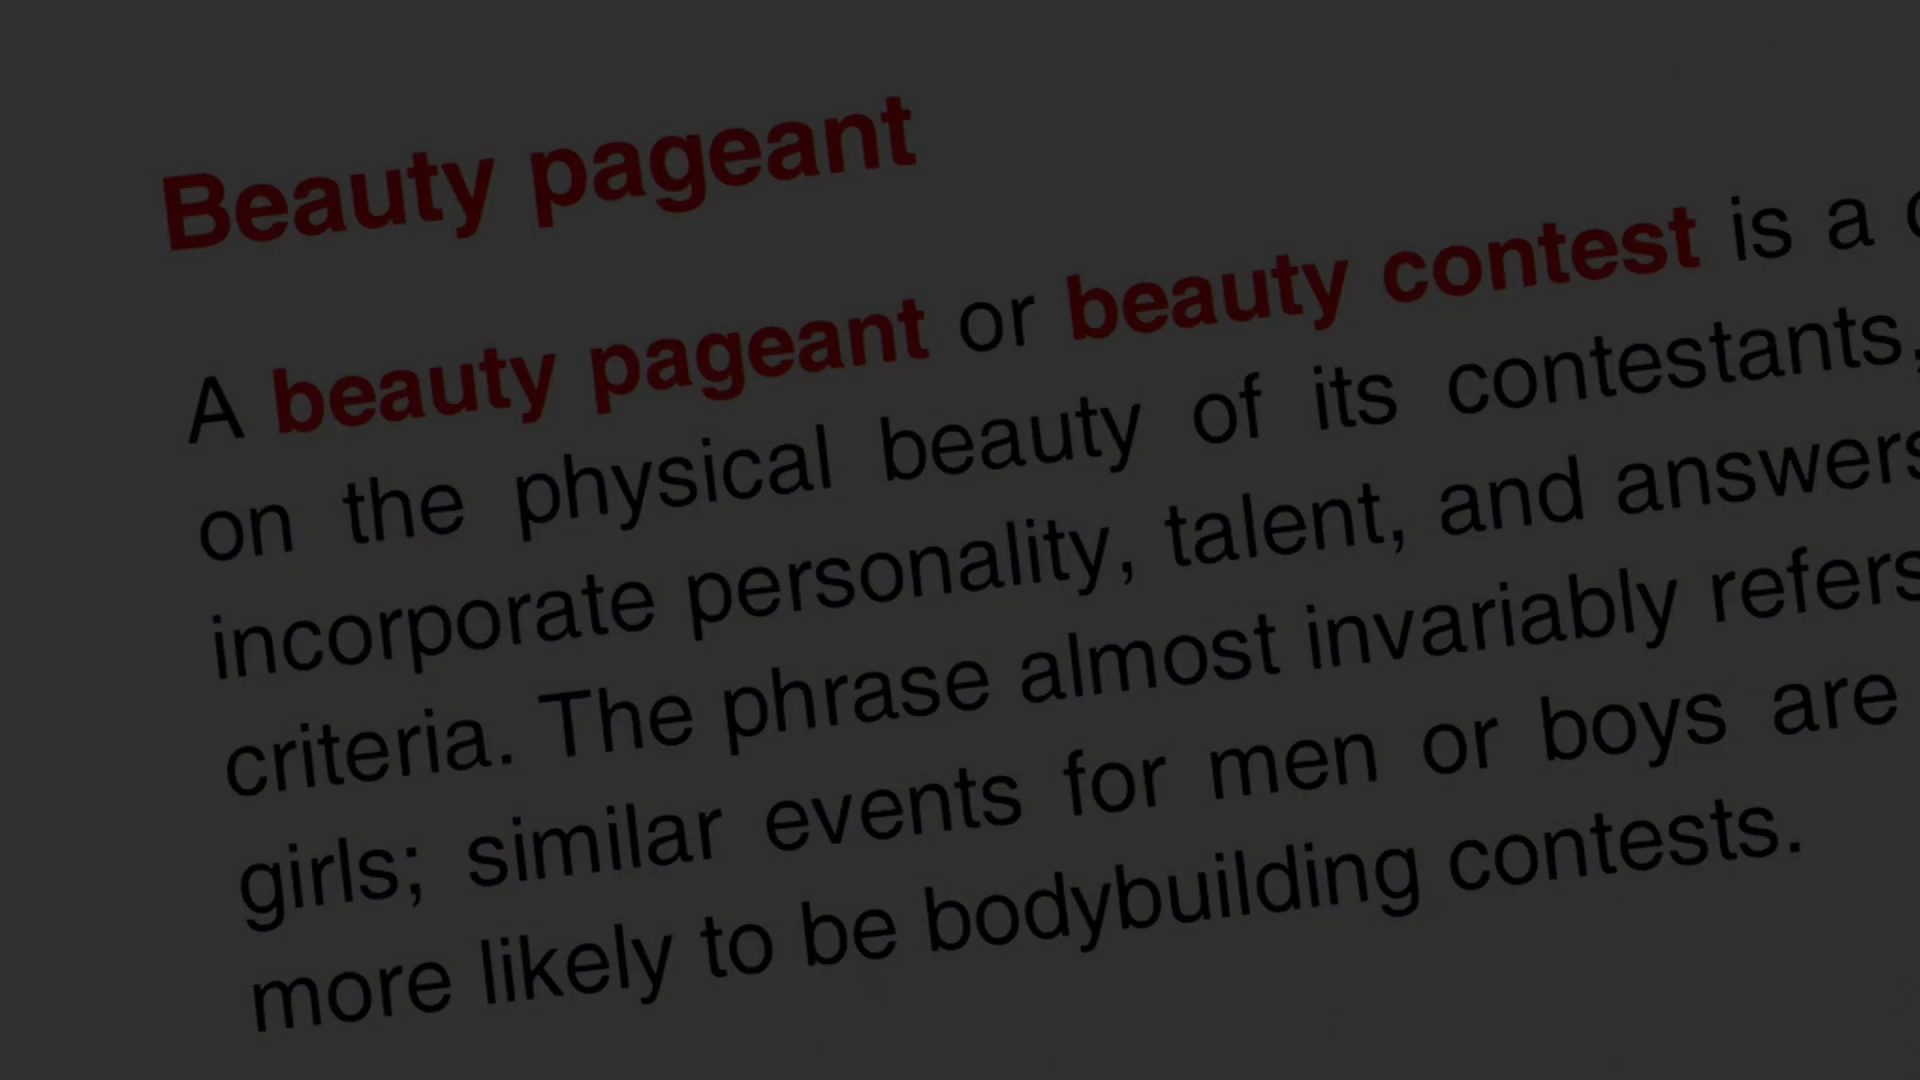 Beauty pageant
A beauty pageant or beauty contest is a
on the physical beauty of its contestants,
incorporate personality, talent, and answers
criteria. The phrase almost invariably refers
girls; similar events for men or boys are
more likely to be bodybuilding contests.